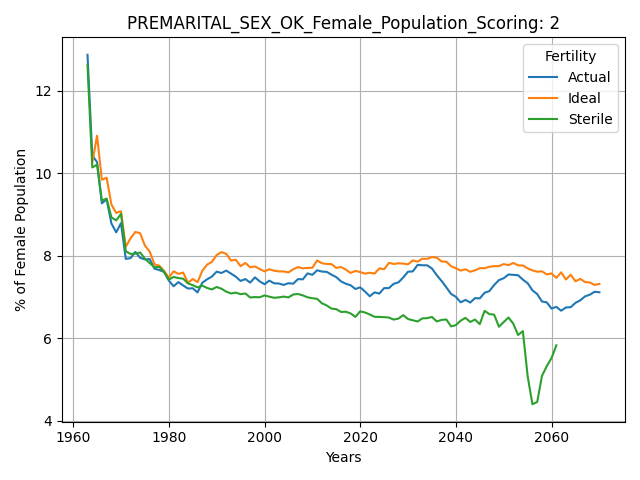 PREMARITAL_SEX_OK_Female_Population_Scoring: 2
Fertility
Actual
Ideal
Sterile
% of Female Population
12
10
8
6
4
1960 1980 2000 2020 2040 2060
Years